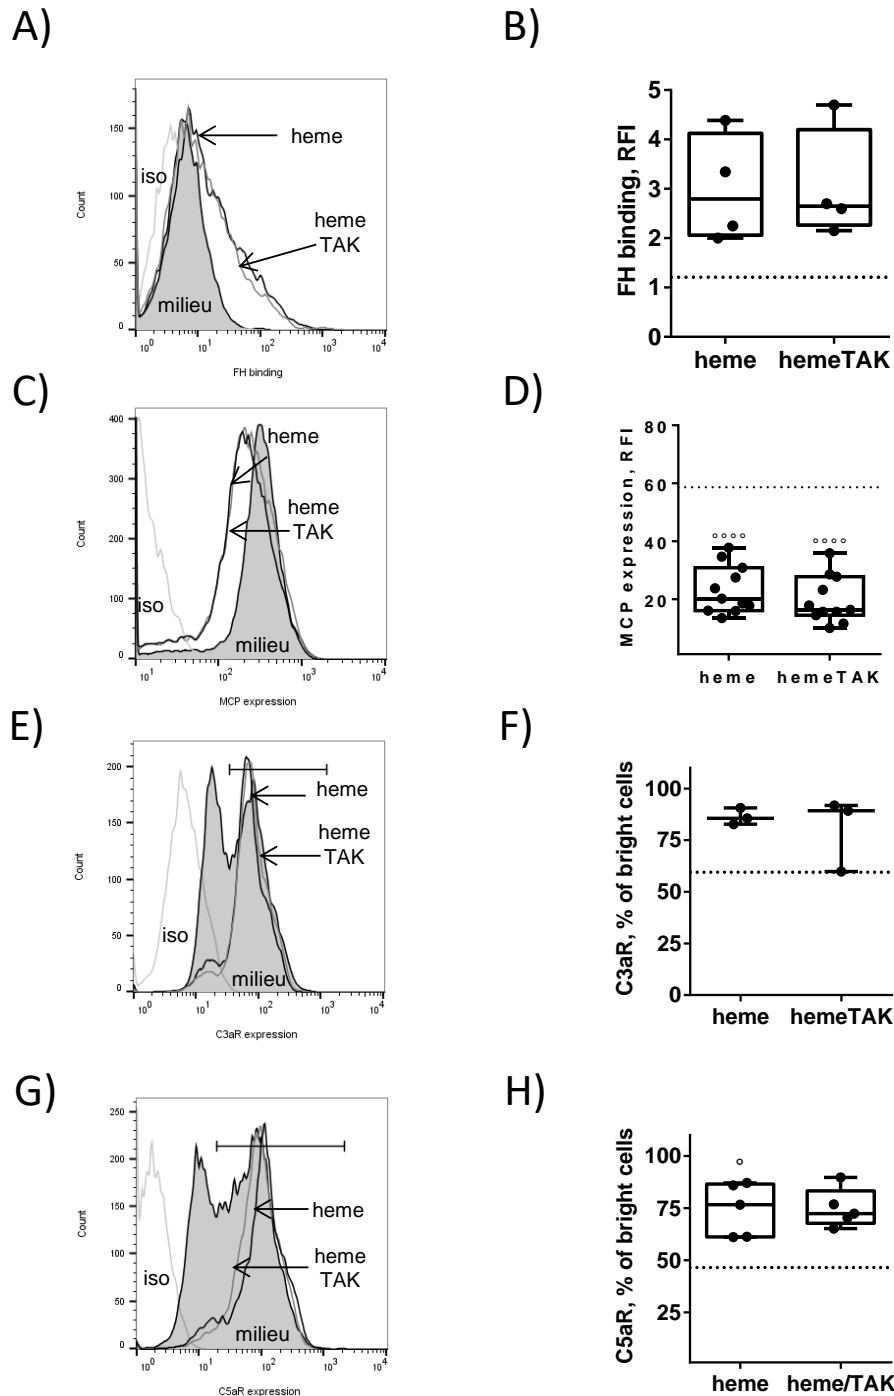 A)
150
100
50
0
Count
10^0 10^1 10^2 10^3 10^4
FH binding
iso
heme
heme
TAK
milieu
B)
5
4
3
2
1
0
FH binding, RFI
heme hemeTAK
C)
400
300
200
100
0
Count
10^1 10^2 10^3 10^4
MCP expression
iso
heme
heme
TAK
milieu
D)
80
60
40
20
MCP expression, RFI
°°°° °°°°
heme hemeTAK
E)
200
150
100
50
0
Count
10^0 10^1 10^2 10^3 10^4
C3aR expression
iso
heme
heme
TAK
milieu
F)
100
75
50
25
0
C3aR, % of bright cells
heme hemeTAK
G)
250
200
150
100
50
0
Count
10^0 10^1 10^2 10^3 10^4
C5aR expression
iso
heme
heme
TAK
milieu
H)
100
75
50
25
C5aR, % of bright cells
°
heme heme/TAK